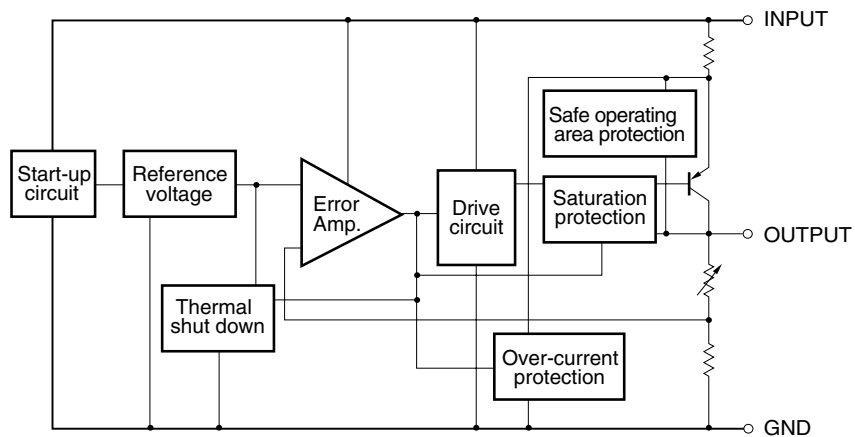 INPUT
Safe operating
area protection
Start-up
circuit
Reference
voltage
Error
Amp.
Drive
circuit
Saturation
protection
OUTPUT
Thermal
shut down
Over-current
protection
GND